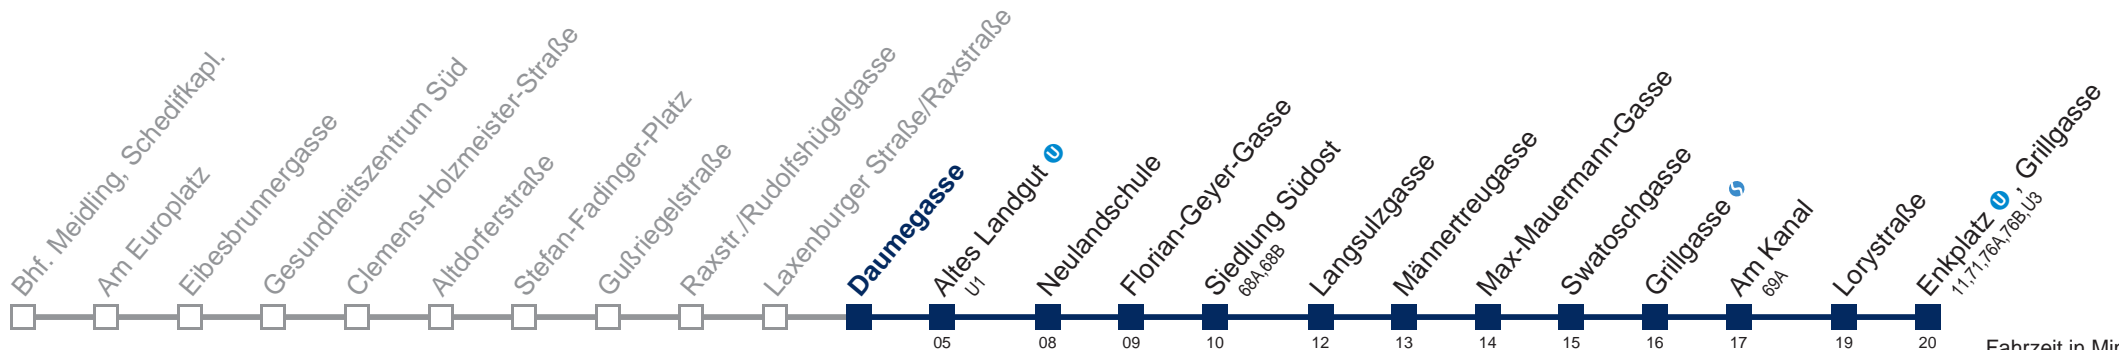 Bhf. Meidling, Schedifkapl.
Am Europlatz
Eibesbrunnergasse
Gesundheitszentrum Süd
Clemens-Holzmeister-Straße
Altdorferstraße
Stefan-Fadinger-Platz
Gußriegelstraße
Raxstr./Rudolfshügelgasse
Laxenburger Straße/Raxstraße
Daumegasse
Altes Landgut U
U1
Neulandschule
Florian-Geyer-Gasse
Siedlung Südost
68A,68B
Langsulzgasse
Männertreugasse
Max-Mauermann-Gasse
Swatoschgasse
Grillgasse S
Am Kanal
69A
Lorystraße
Enkplatz U , Grillgasse
11,71,76A,76B,U3
05 08 09 10 12 13 14 15 16 17 19 20
Fahrzeit in